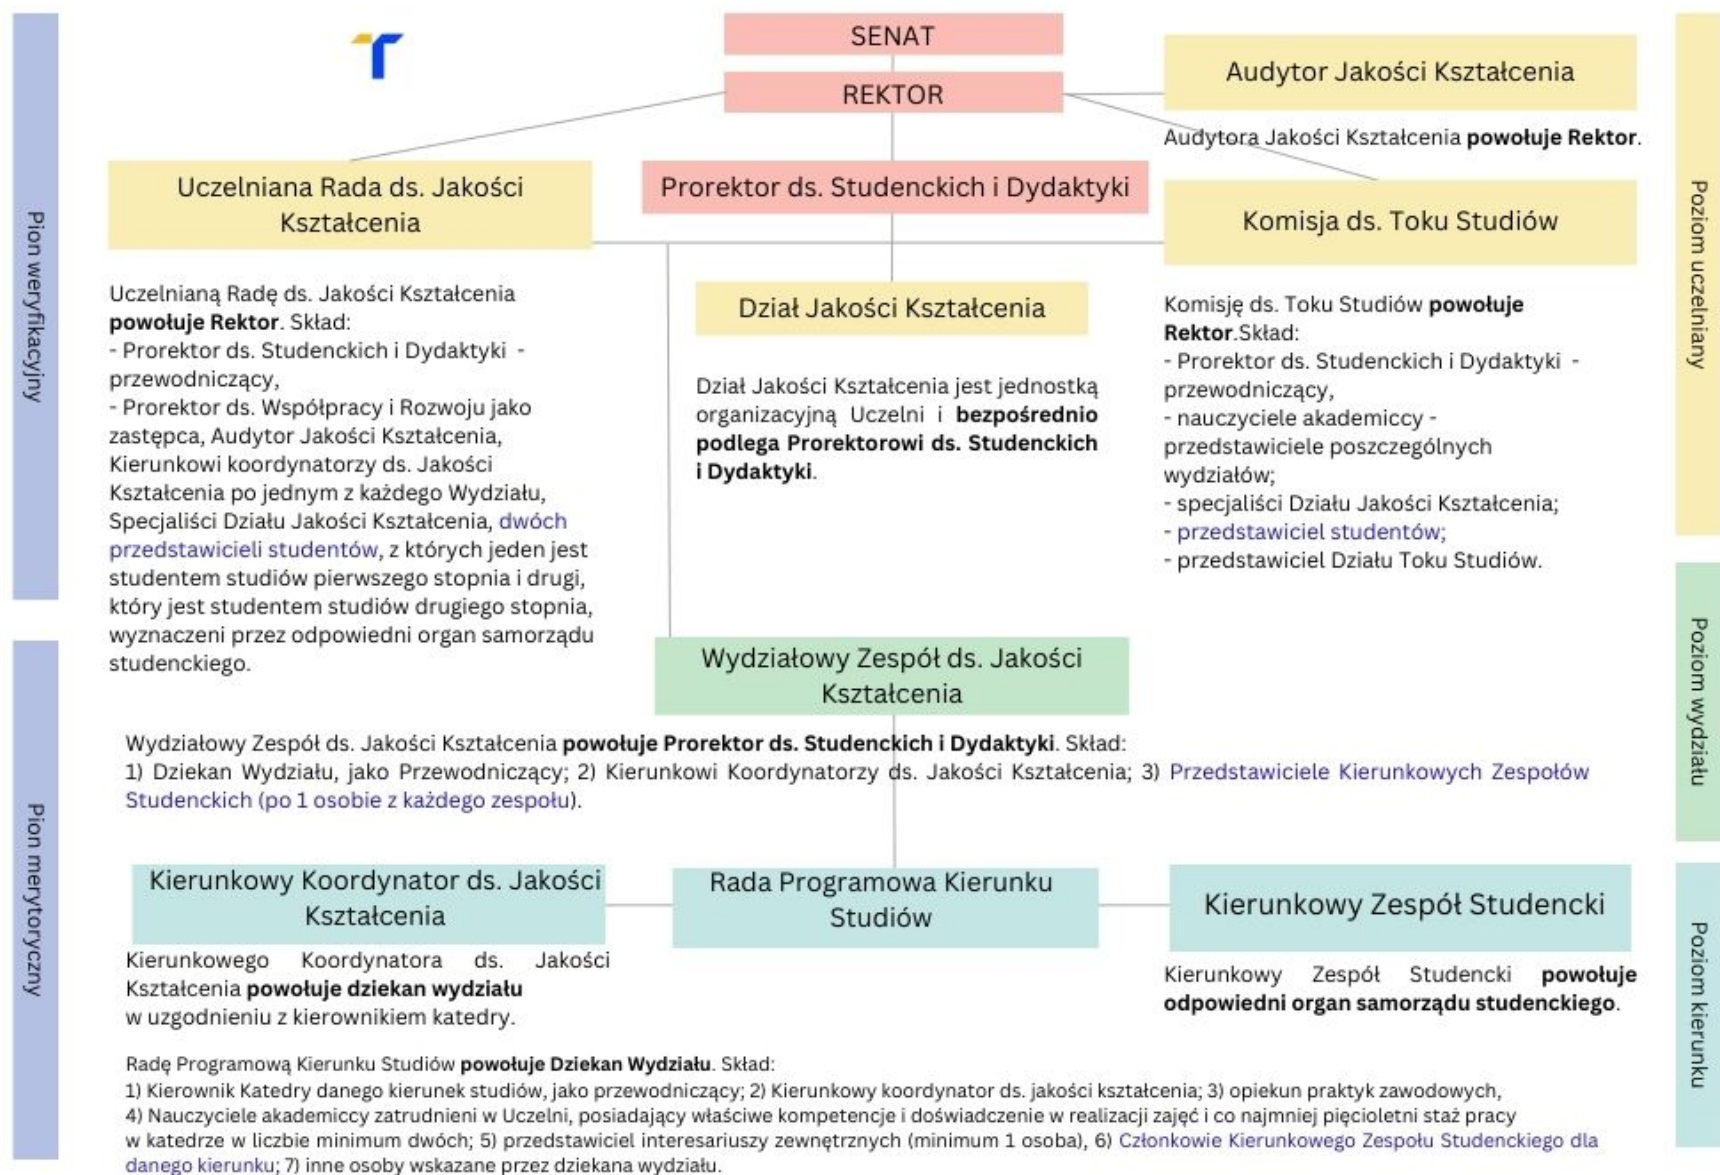 SENAT
REKTOR
Audytor Jakości Kształcenia
Audytora Jakości Kształcenia powołuje Rektor.
Uczelniana Rada ds. Jakości
Kształcenia
Prorektor ds. Studenckich i Dydaktyki
Komisja ds. Toku Studiów
Pion weryfikacyjny
Poziom uczelniany
Uczelnianą Radę ds. Jakości Kształcenia
powołuje Rektor. Skład:
- Prorektor ds. Studenckich i Dydaktyki -
przewodniczący,
- Prorektor ds. Współpracy i Rozwoju jako
zastępca, Audytor Jakości Kształcenia,
Kierunkowi koordynatorzy ds. Jakości
Kształcenia po jednym z każdego Wydziału,
Specjaliści Działu Jakości Kształcenia, dwóch
przedstawicieli studentów, z których jeden jest
studentem studiów pierwszego stopnia i drugi,
który jest studentem studiów drugiego stopnia,
wyznaczeni przez odpowiedni organ samorządu
studenckiego.
Dział Jakości Kształcenia
Dział Jakości Kształcenia jest jednostką
organizacyjną Uczelni i bezpośrednio
podlega Prorektorowi ds. Studenckich
i Dydaktyki.
Komisję ds. Toku Studiów powołuje
Rektor.Skład:
- Prorektor ds. Studenckich i Dydaktyki -
przewodniczący,
- nauczyciele akademiccy -
przedstawiciele poszczególnych
wydziałów;
- specjaliści Działu Jakości Kształcenia;
- przedstawiciel studentów;
- przedstawiciel Działu Toku Studiów.
Wydziałowy Zespół ds. Jakości
Kształcenia
Poziom wydziału
Wydziałowy Zespół ds. Jakości Kształcenia powołuje Prorektor ds. Studenckich i Dydaktyki. Skład:
1) Dziekan Wydziału, jako Przewodniczący; 2) Kierunkowi Koordynatorzy ds. Jakości Kształcenia; 3) Przedstawiciele Kierunkowych Zespołów
Studenckich (po 1 osobie z każdego zespołu).
Pion merytoryczny
Kierunkowy Koordynator ds. Jakości
Kształcenia
Rada Programowa Kierunku
Studiów
Kierunkowy Zespół Studencki
Poziom kierunku
Kierunkowego Koordynatora ds. Jakości
Kształcenia powołuje dziekan wydziału
w uzgodnieniu z kierownikiem katedry.
Kierunkowy Zespół Studencki powołuje
odpowiedni organ samorządu studenckiego.
Radę Programową Kierunku Studiów powołuje Dziekan Wydziału. Skład:
1) Kierownik Katedry danego kierunek studiów, jako przewodniczący; 2) Kierunkowy koordynator ds. jakości kształcenia; 3) opiekun praktyk zawodowych,
4) Nauczyciele akademiccy zatrudnieni w Uczelni, posiadający właściwe kompetencje i doświadczenie w realizacji zajęć i co najmniej pięcioletni staż pracy
w katedrze w liczbie minimum dwóch; 5) przedstawiciel interesariuszy zewnętrznych (minimum 1 osoba), 6) Członkowie Kierunkowego Zespołu Studenckiego dla
danego kierunku; 7) inne osoby wskazane przez dziekana wydziału.